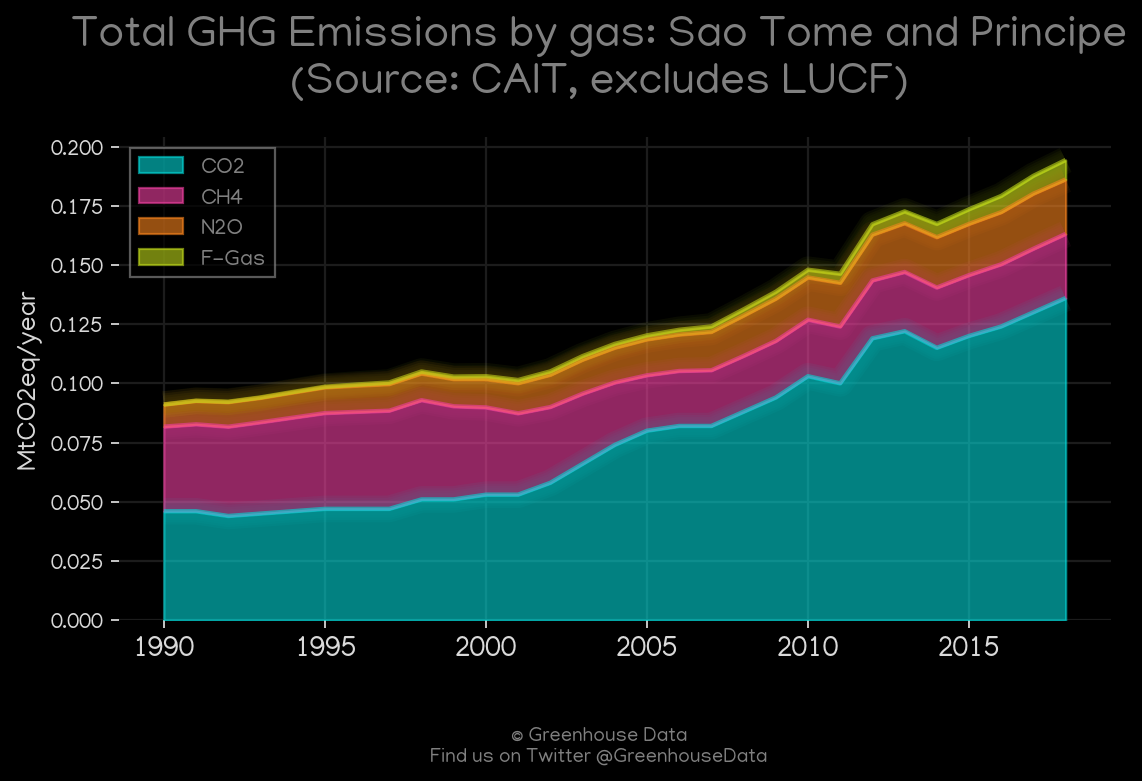 Total GHG Emissions by gas: Sao Tome and Principe
(Source: CAIT, excludes LUCF)
MtCO2eq/year
0.200
0.175
0.150
0.125
0.100
0.075
0.050
0.025
0.000
CO2
CH4
N2O
F-Gas
1990 1995 2000 2005 2010 2015
© Greenhouse Data
Find us on Twitter @GreenhouseData